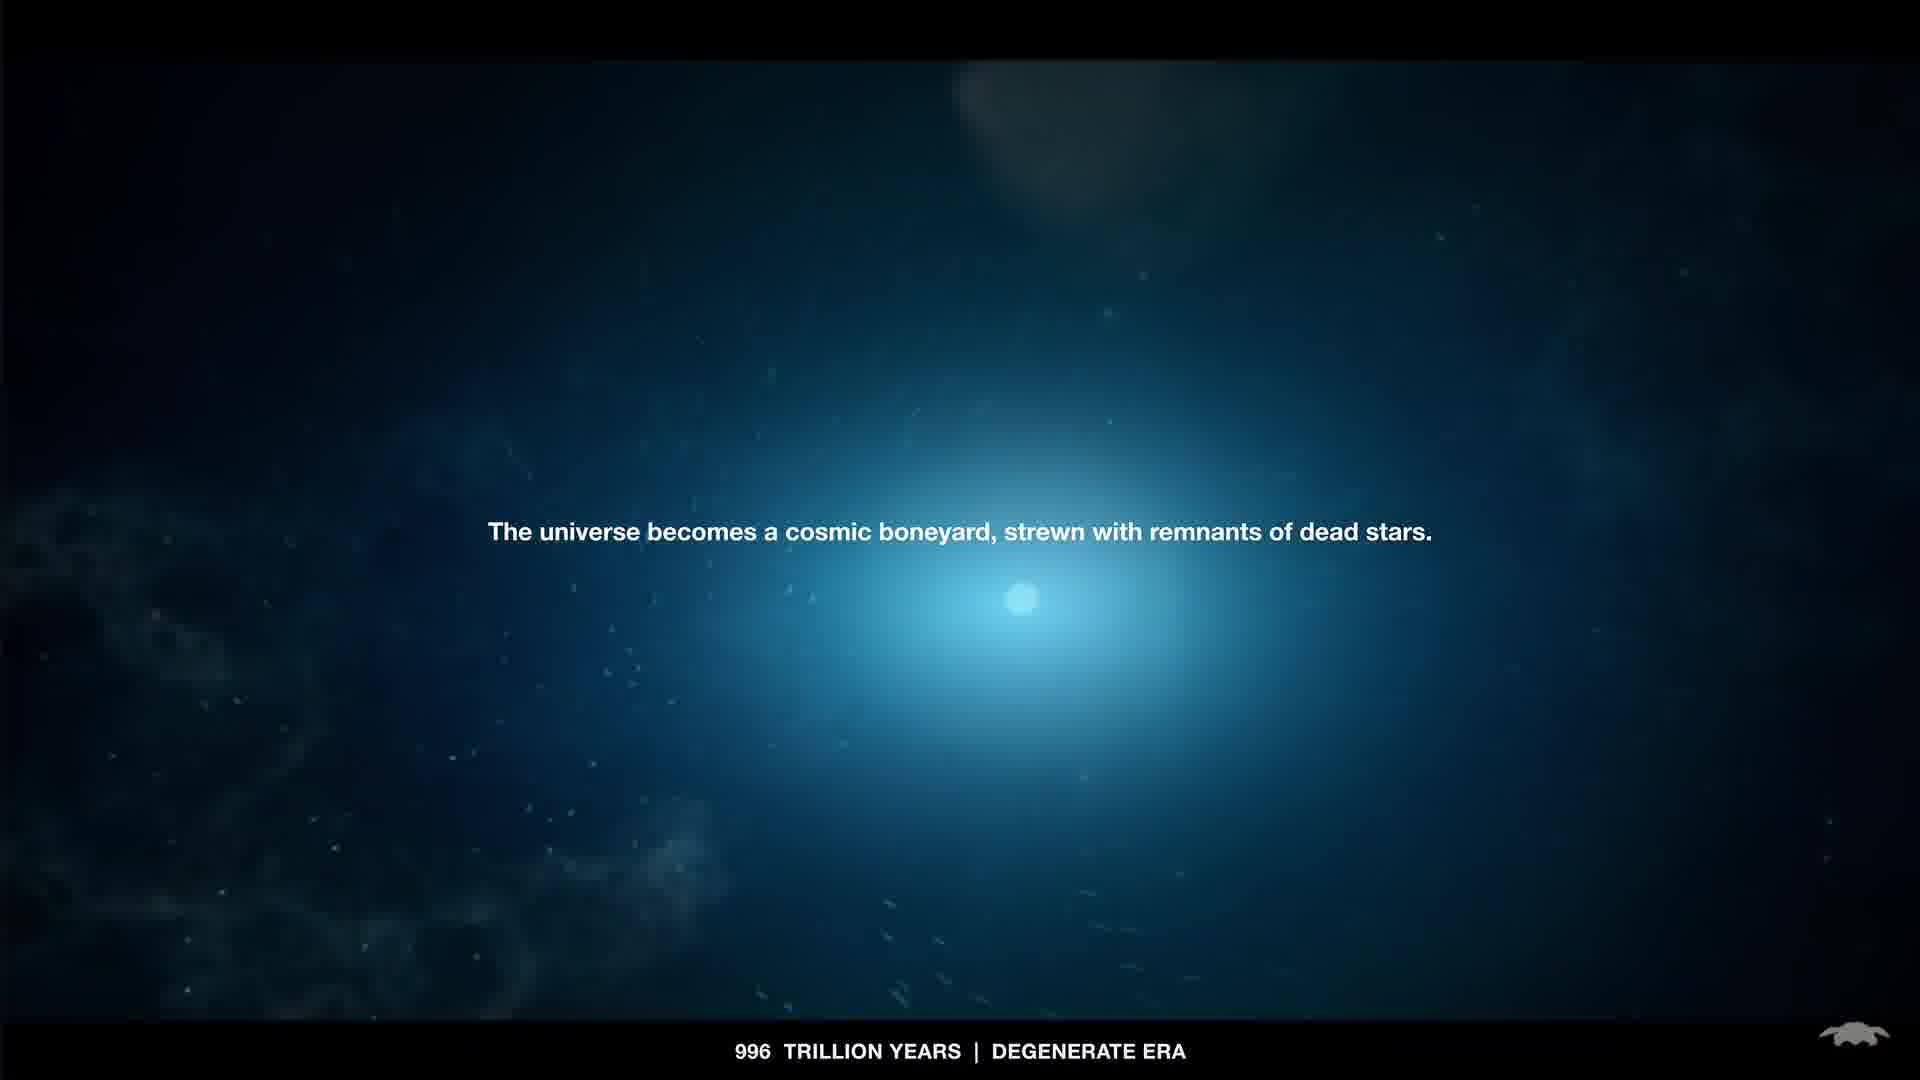 The universe becomes a cosmic boneyard, strewn with remnants of dead stars.
996 TRILLION YEARS | DEGENERATE ERA